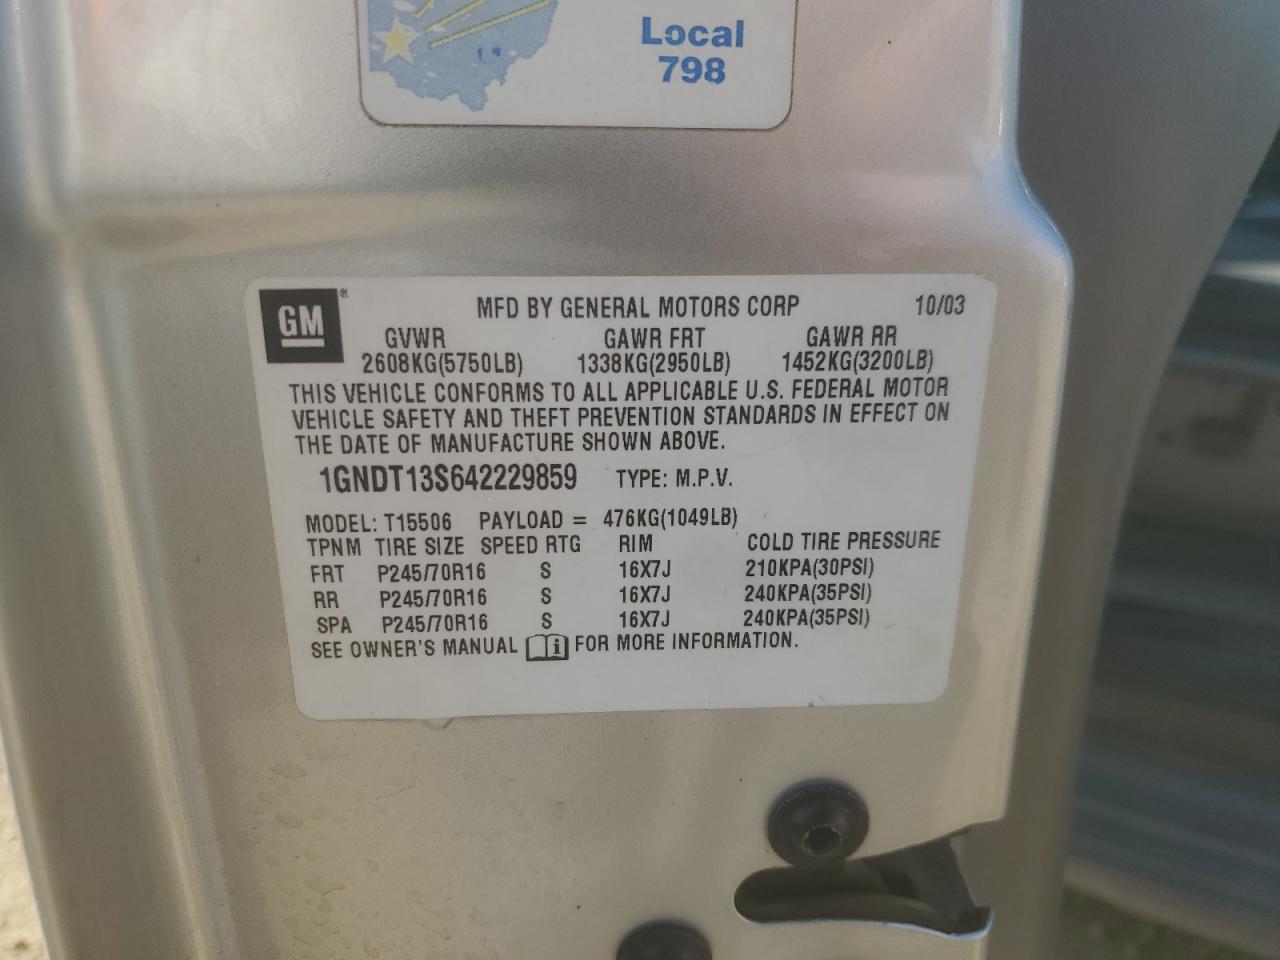 Local
798
GM®
MFD BY GENERAL MOTORS CORP 10/03
GVWR GAWR FRT GAWR RR
2608KG(5750LB) 1338KG(2950LB) 1452KG(3200LB)
THIS VEHICLE CONFORMS TO ALL APPLICABLE U.S. FEDERAL MOTOR
VEHICLE SAFETY AND THEFT PREVENTION STANDARDS IN EFFECT ON
THE DATE OF MANUFACTURE SHOWN ABOVE.
1GNDT13S642229859 TYPE: M.P.V.
MODEL: T15506 PAYLOAD = 476KG(1049LB)
TPNM TIRE SIZE SPEED RTG RIM COLD TIRE PRESSURE
FRT P245/70R16 S 16X7J 210KPA(30PSI)
RR P245/70R16 S 16X7J 240KPA(35PSI)
SPA P245/70R16 S 16X7J 240KPA(35PSI)
SEE OWNER'S MANUAL i FOR MORE INFORMATION.